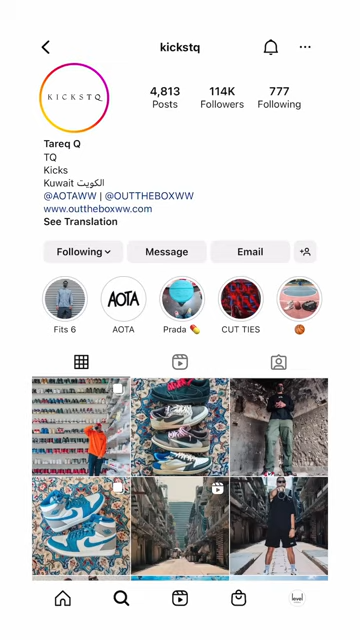 kickstq
K I C K S T Q
4,813 114K 777
Posts Followers Following
Tareq Q
TQ
Kicks
Kuwait الكويت
@AOTAWW | @OUTTHEBOXWW
www.outtheboxww.com
See Translation
Following Message Email
AOTA
Fits 6 AOTA Prada 💊 CUT TIES 🏀
level